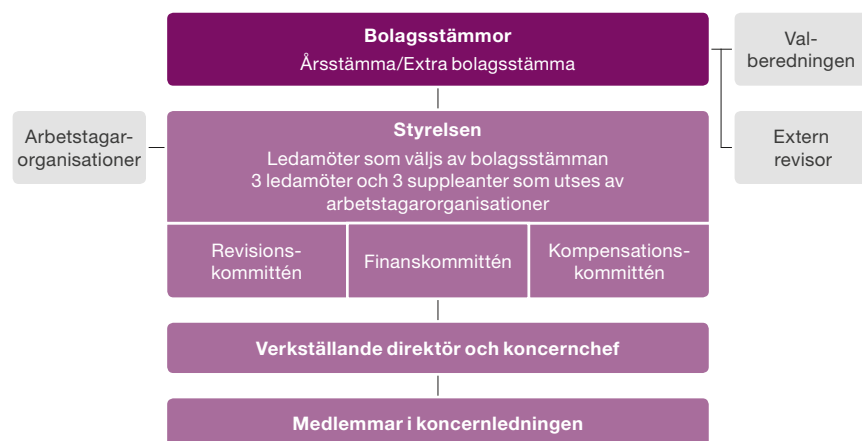 Bolagsstämmor
Årsstämma/Extra bolagsstämma
Val-
beredningen
Arbetstagar-
organisationer
Styrelsen
Ledamöter som väljs av bolagsstämman
3 ledamöter och 3 suppleanter som utses av
arbetstagarorganisationer
Extern
revisor
Revisions-
kommittén
Finanskommittén
Kompensations-
kommittén
Verkställande direktör och koncernchef
Medlemmar i koncernledningen